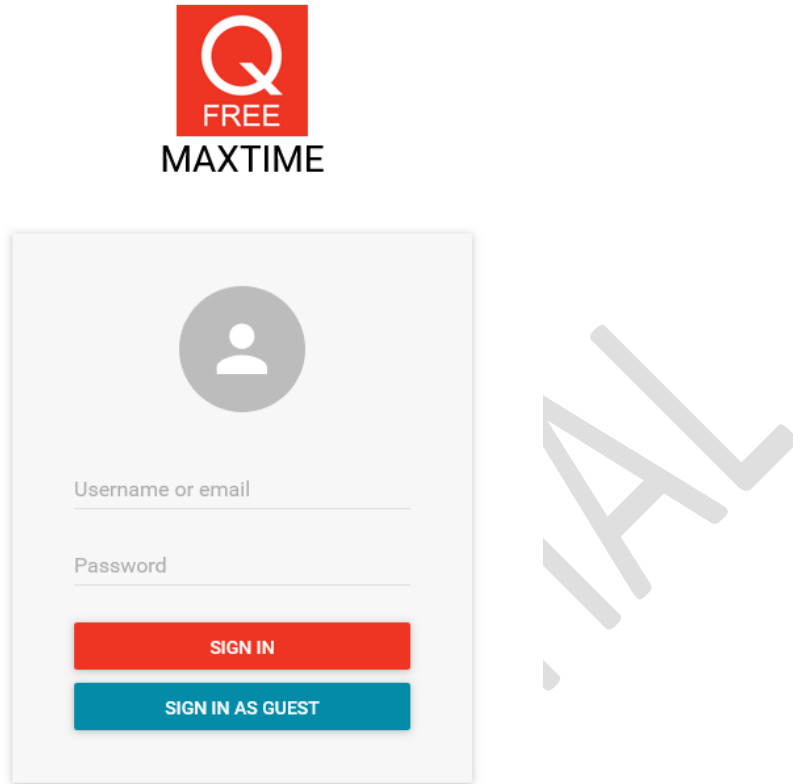 Q
FREE
MAXTIME
Username or email
Password
SIGN IN
SIGN IN AS GUEST